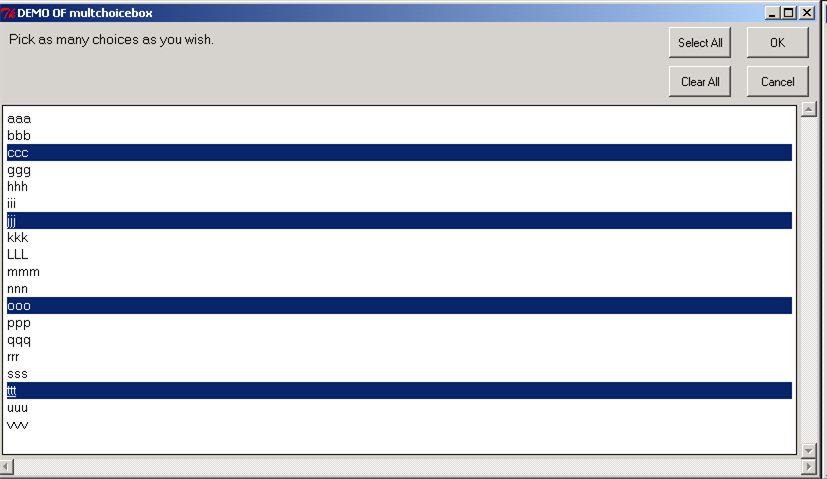 DEMO OF multchoicebox
Pick as many choices as you wish.
Select All
OK
Clear All
Cancel
aaa
bbb
ccc
ggg
hhh
iii
jjj
kkk
LLL
mmm
nnn
ooo
ppp
qqq
rrr
sss
ttt
uuu
vvv